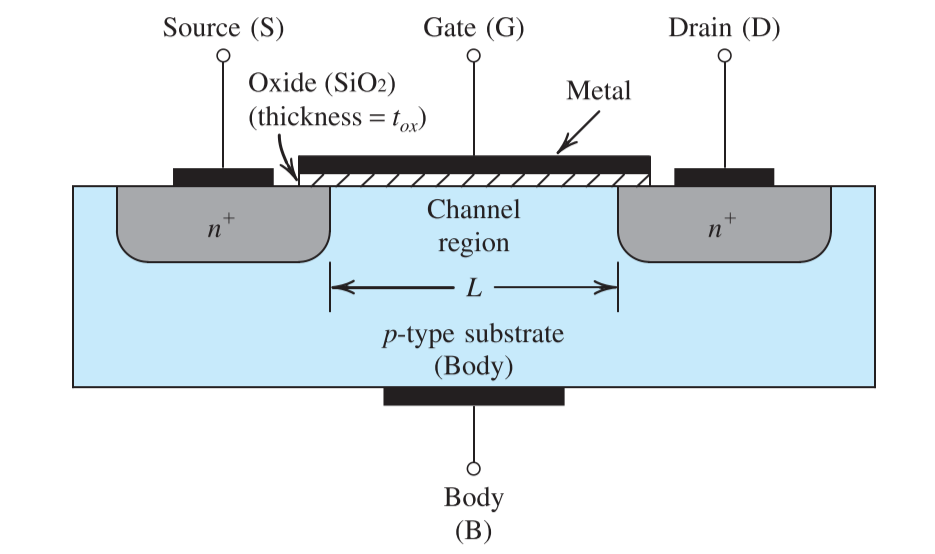 Source (S)
Gate (G)
Drain (D)
Oxide (SiO2)
(thickness = tox)
Metal
n+
Channel
region
n+
L
p-type substrate
(Body)
Body
(B)